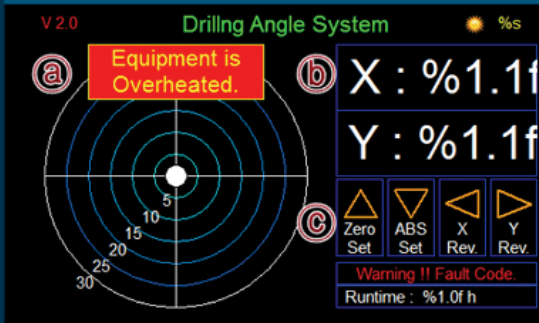 V 2.0 Drillng Angle System %s
ⓐ Equipment is
Overheated.
ⓑ X : %1.1f
Y : %1.1f
5
10
15
20
25
30
ⓒ Zero Set ABS Set X Rev. Y Rev.
Warning !! Fault Code.
Runtime : %1.0f h